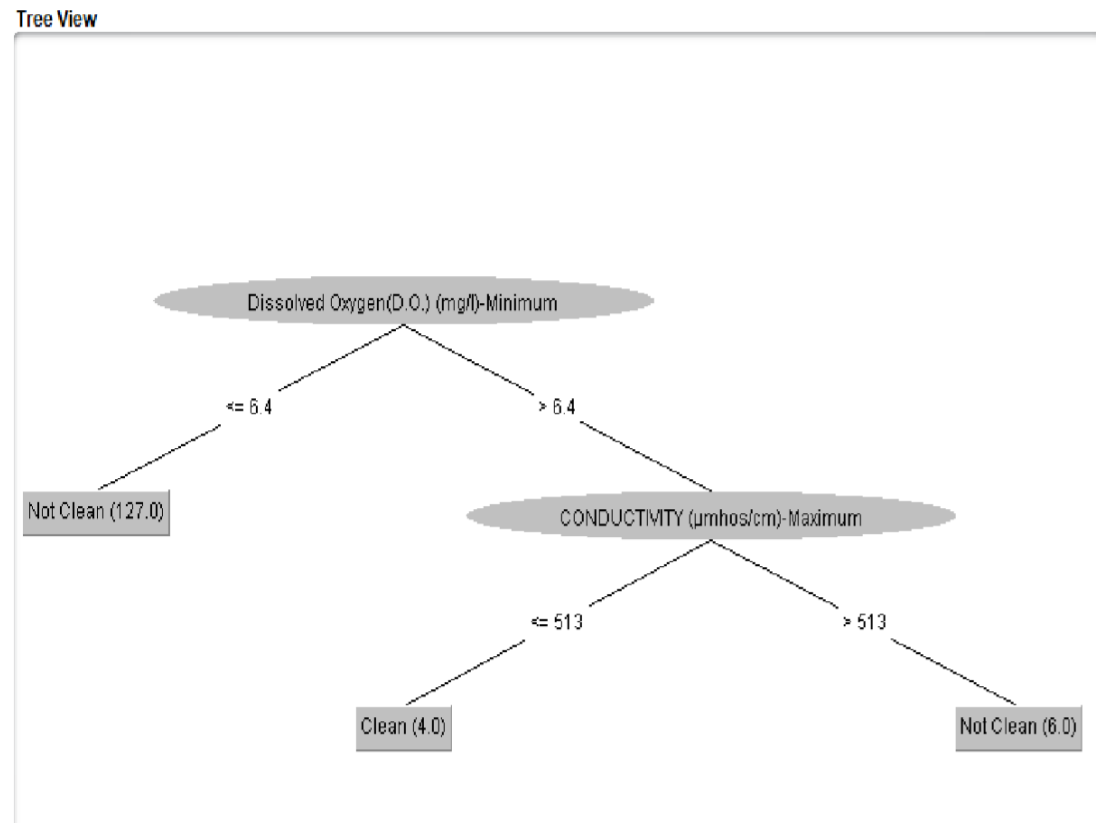 Tree View
Dissolved Oxygen(D.O.) (mg/l)-Minimum
<= 6.4
> 6.4
Not Clean (127.0)
CONDUCTIVITY (µmhos/cm)-Maximum
<= 513
> 513
Clean (4.0)
Not Clean (6.0)